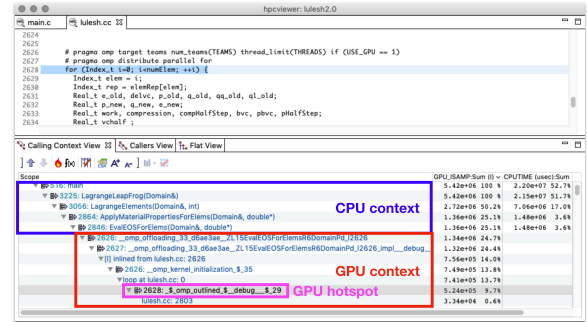 hpcviewer: lulesh2.0
main.c
lulesh.cc
2624
2625
2626 # pragma omp target teams num_teams(TEAMS) thread_limit(THREADS) if (USE_GPU == 1)
2627 # pragma omp distribute parallel for
2628 for (Index_t i=0; i<numElem; ++i) {
2629 Index_t elem = i;
2630 Index_t rep = elemRep[elem];
2631 Real_t e_old, delvc, p_old, q_old, qq_old, ql_old;
2632 Real_t p_new, q_new, e_new;
2633 Real_t work, compression, compHalfStep, bvc, pbvc, pHalfStep;
2634 Real_t vchalf ;
Calling Context View
Callers View
Flat View
Scope GPU_ISAMP:Sum (I) CPUTIME (usec):Sum
516: main 5.42e+06 100 % 2.20e+07 52.7%
3225: LagrangeLeapFrog(Domain&) 5.42e+06 100 % 2.15e+07 51.7%
3056: LagrangeElements(Domain&, int) 2.72e+06 50.2% 7.06e+06 17.0%
2864: ApplyMaterialPropertiesForElems(Domain&, double*) 1.36e+06 25.1% 1.48e+06 3.6%
2846: EvalEOSForElems(Domain&, double*) 1.36e+06 25.1% 1.48e+06 3.6%
CPU context
2626: __omp_offloading_33_d6ae3ae__ZL15EvalEOSForElemsR6DomainPd_l2626 1.34e+06 24.7%
2627: __omp_offloading_33_d6ae3ae__ZL15EvalEOSForElemsR6DomainPd_l2626_impl__debug_ 1.32e+06 24.4%
[I] inlined from lulesh.cc: 2626 7.56e+05 14.0%
2626: __omp_kernel_initialization_$_35 7.49e+05 13.8%
loop at lulesh.cc: 0 7.41e+05 13.7%
GPU context
2628: _$_omp_outlined_$__debug__$_29 5.24e+05 9.7%
GPU hotspot
lulesh.cc: 2803 3.34e+04 0.6%